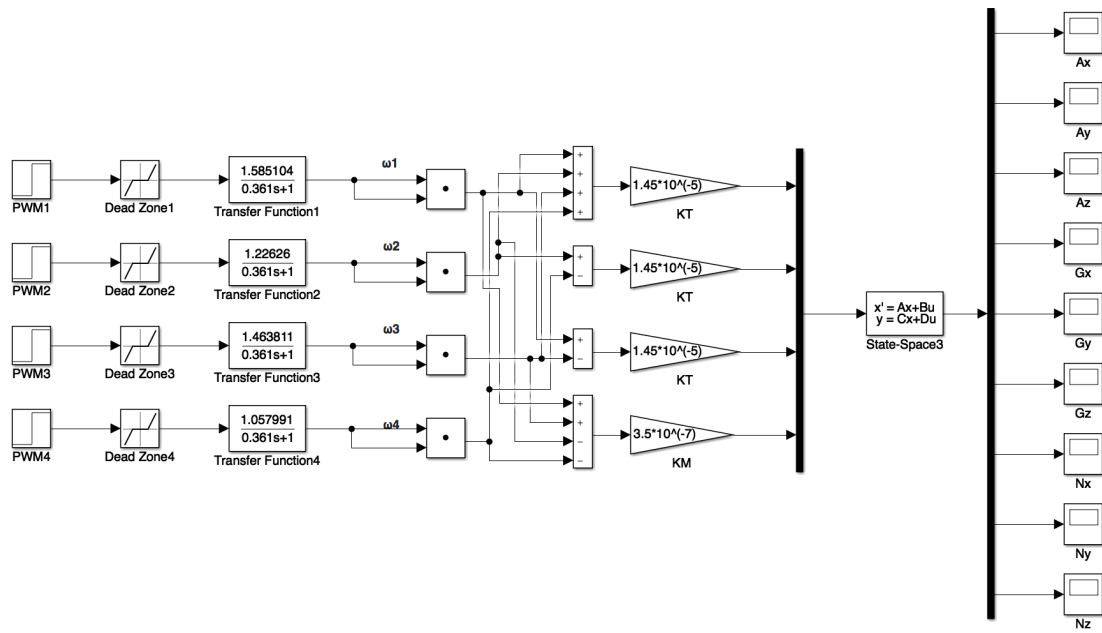 PWM1
Dead Zone1
1.585104
0.361s+1
Transfer Function1
ω1
PWM2
Dead Zone2
1.22626
0.361s+1
Transfer Function2
ω2
PWM3
Dead Zone3
1.463811
0.361s+1
Transfer Function3
ω3
PWM4
Dead Zone4
1.057991
0.361s+1
Transfer Function4
ω4
+
+
+
+
1.45*10^(-5)
KT
+
−
1.45*10^(-5)
KT
+
−
1.45*10^(-5)
KT
+
+
−
−
3.5*10^(-7)
KM
x' = Ax+Bu
y = Cx+Du
State-Space3
Ax
Ay
Az
Gx
Gy
Gz
Nx
Ny
Nz